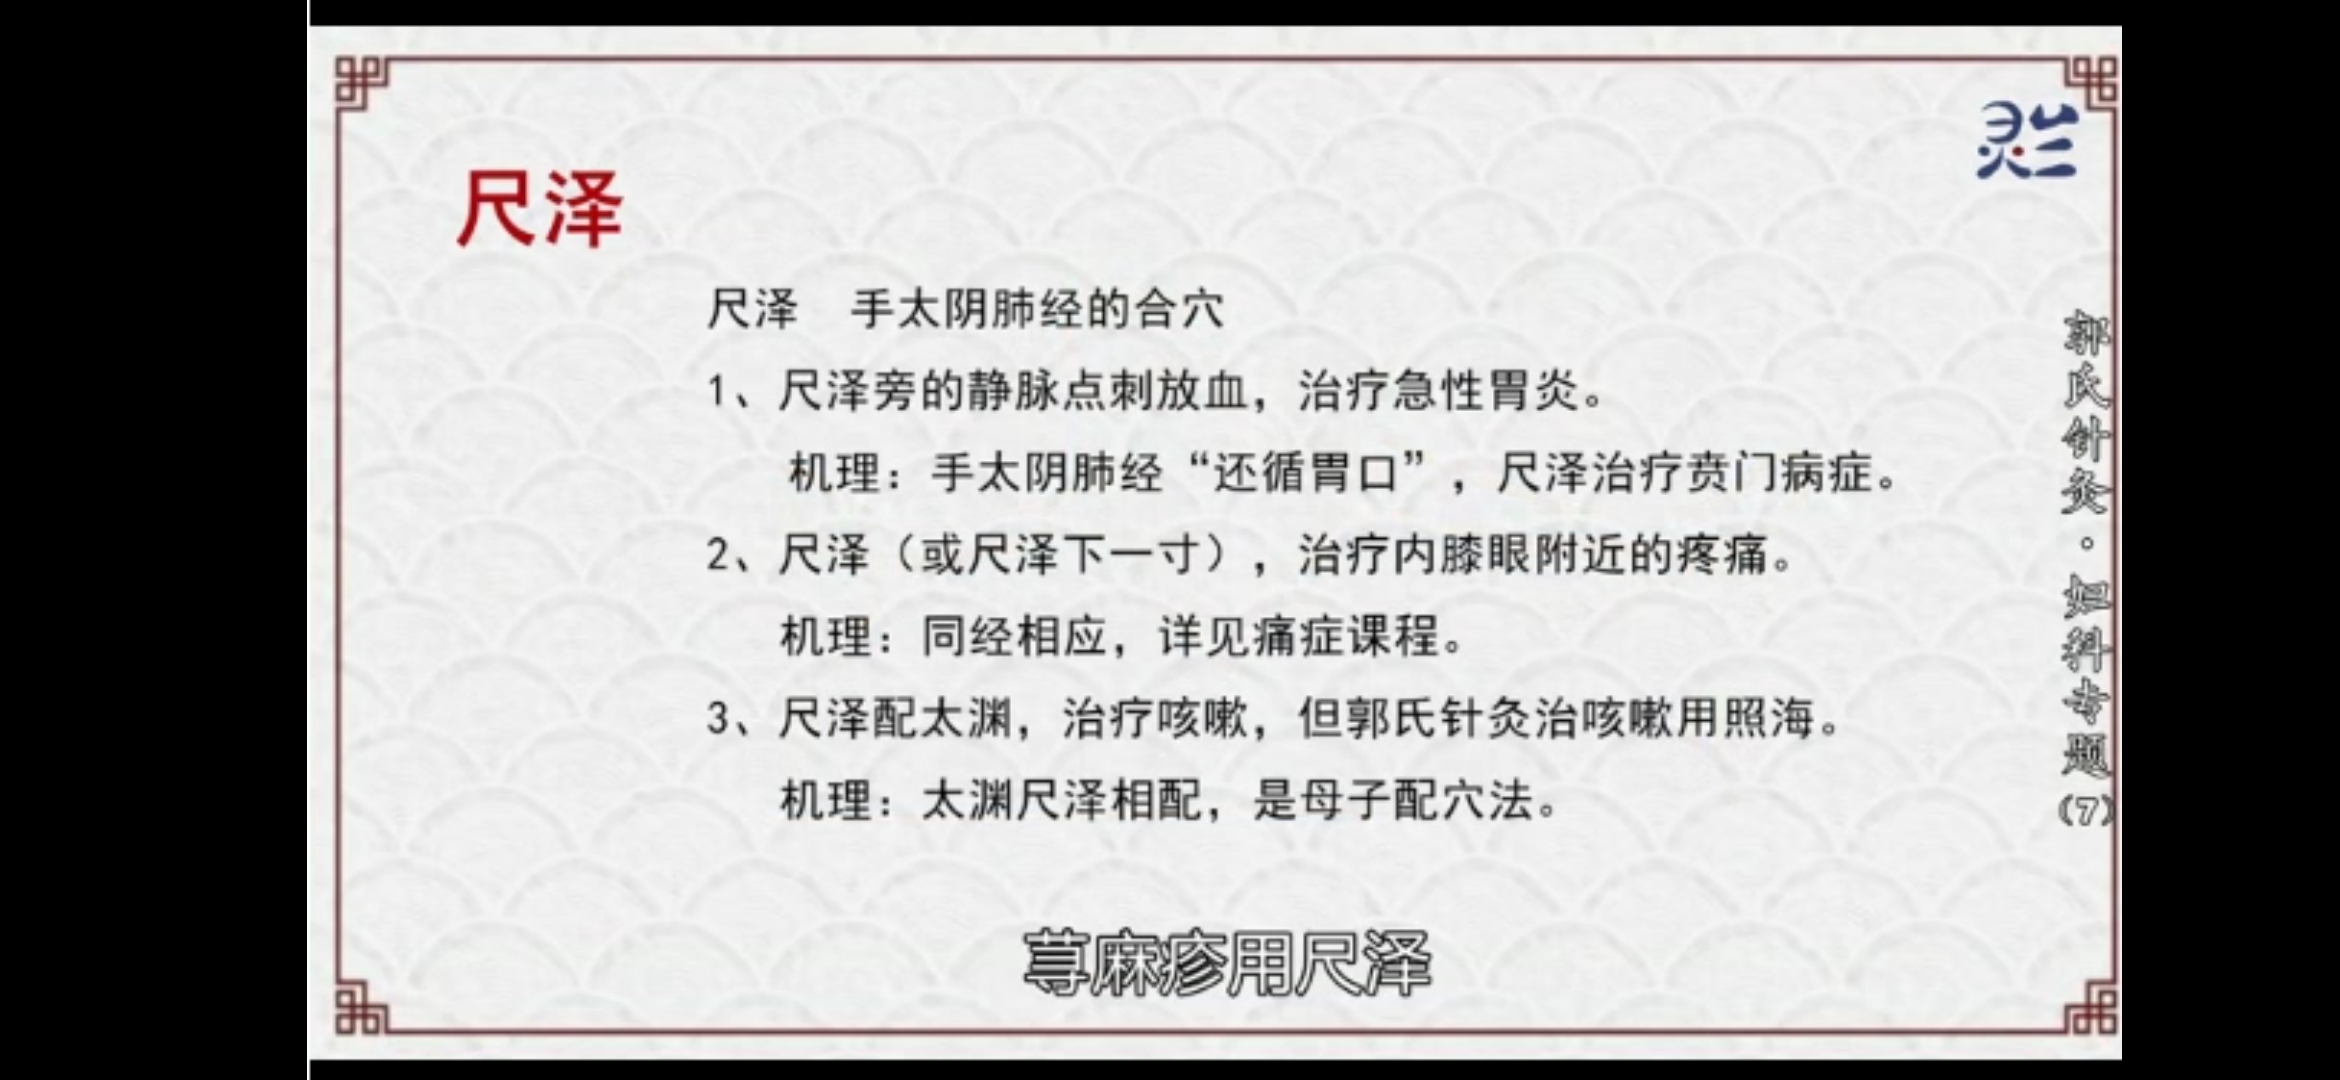 尺泽
灵兰
尺泽 手太阴肺经的合穴
1、尺泽旁的静脉点刺放血，治疗急性胃炎。
机理：手太阴肺经“还循胃口”，尺泽治疗贲门病症。
2、尺泽（或尺泽下一寸），治疗内膝眼附近的疼痛。
机理：同经相应，详见痛症课程。
3、尺泽配太渊，治疗咳嗽，但郭氏针灸治咳嗽用照海。
机理：太渊尺泽相配，是母子配穴法。
郭氏针灸·妇科专题(7)
荨麻疹用尺泽